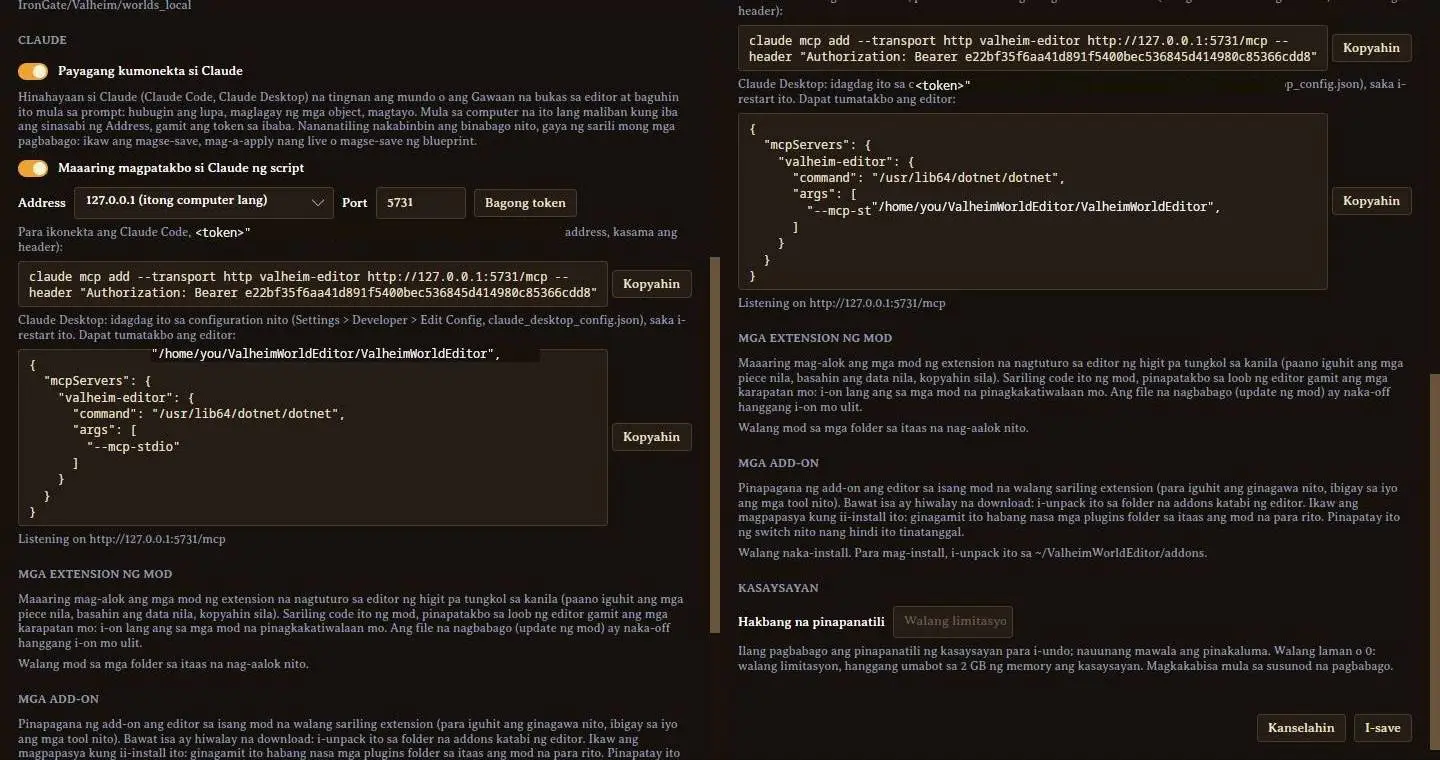 IronGate/Valheim/worlds_local
CLAUDE
Payagang kumonekta si Claude
Hinahayaan si Claude (Claude Code, Claude Desktop) na tingnan ang mundo o ang Gawaan na bukas sa editor at baguhin
ito mula sa prompt: hubugin ang lupa, maglagay ng mga object, magtayo. Mula sa computer na ito lang maliban kung iba
ang sinasabi ng Address, gamit ang token sa ibaba. Nananatiling nakabinbin ang binabago nito, gaya ng sarili mong mga
pagbabago: ikaw ang magse-save, mag-a-apply nang live o magse-save ng blueprint.
Maaaring magpatakbo si Claude ng script
Address 127.0.0.1 (itong computer lang) Port 5731 Bagong token
Para ikonekta ang Claude Code, <token>" address, kasama ang
header):
claude mcp add --transport http valheim-editor http://127.0.0.1:5731/mcp --
header "Authorization: Bearer e22bf35f6aa41d891f5400bec536845d414980c85366cdd8"
Kopyahin
Claude Desktop: idagdag ito sa configuration nito (Settings > Developer > Edit Config, claude_desktop_config.json), saka i-
restart ito. Dapat tumatakbo ang editor:
"/home/you/ValheimWorldEditor/ValheimWorldEditor",
{
"mcpServers": {
"valheim-editor": {
"command": "/usr/lib64/dotnet/dotnet",
"args": [
"--mcp-stdio"
]
}
}
}
Kopyahin
Listening on http://127.0.0.1:5731/mcp
MGA EXTENSION NG MOD
Maaaring mag-alok ang mga mod ng extension na nagtuturo sa editor ng higit pa tungkol sa kanila (paano iguhit ang mga
piece nila, basahin ang data nila, kopyahin sila). Sariling code ito ng mod, pinapatakbo sa loob ng editor gamit ang mga
karapatan mo: i-on lang ang sa mga mod na pinagkakatiwalaan mo. Ang file na nagbabago (update ng mod) ay naka-off
hanggang i-on mo ulit.
Walang mod sa mga folder sa itaas na nag-aalok nito.
MGA ADD-ON
Pinapagana ng add-on ang editor sa isang mod na walang sariling extension (para iguhit ang ginagawa nito, ibigay sa iyo
ang mga tool nito). Bawat isa ay hiwalay na download: i-unpack ito sa folder na addons katabi ng editor. Ikaw ang
magpapasya kung ii-install ito: ginagamit ito habang nasa mga plugins folder sa itaas ang mod na para rito. Pinapatay ito
header):
claude mcp add --transport http valheim-editor http://127.0.0.1:5731/mcp --
header "Authorization: Bearer e22bf35f6aa41d891f5400bec536845d414980c85366cdd8"
Kopyahin
Claude Desktop: idagdag ito sa c<token>" p_config.json), saka i-
restart ito. Dapat tumatakbo ang editor:
{
"mcpServers": {
"valheim-editor": {
"command": "/usr/lib64/dotnet/dotnet",
"args": [
"--mcp-st"/home/you/ValheimWorldEditor/ValheimWorldEditor",
]
}
}
}
Kopyahin
Listening on http://127.0.0.1:5731/mcp
MGA EXTENSION NG MOD
Maaaring mag-alok ang mga mod ng extension na nagtuturo sa editor ng higit pa tungkol sa kanila (paano iguhit ang mga
piece nila, basahin ang data nila, kopyahin sila). Sariling code ito ng mod, pinapatakbo sa loob ng editor gamit ang mga
karapatan mo: i-on lang ang sa mga mod na pinagkakatiwalaan mo. Ang file na nagbabago (update ng mod) ay naka-off
hanggang i-on mo ulit.
Walang mod sa mga folder sa itaas na nag-aalok nito.
MGA ADD-ON
Pinapagana ng add-on ang editor sa isang mod na walang sariling extension (para iguhit ang ginagawa nito, ibigay sa iyo
ang mga tool nito). Bawat isa ay hiwalay na download: i-unpack ito sa folder na addons katabi ng editor. Ikaw ang
magpapasya kung ii-install ito: ginagamit ito habang nasa mga plugins folder sa itaas ang mod na para rito. Pinapatay ito
ng switch nito nang hindi ito tinatanggal.
Walang naka-install. Para mag-install, i-unpack ito sa ~/ValheimWorldEditor/addons.
KASAYSAYAN
Hakbang na pinapanatili Walang limitasyo
Ilang pagbabago ang pinapanatili ng kasaysayan para i-undo; nauunang mawala ang pinakaluma. Walang laman o 0:
walang limitasyon, hanggang umabot sa 2 GB ng memory ang kasaysayan. Magkakabisa mula sa susunod na pagbabago.
Kanselahin I-save